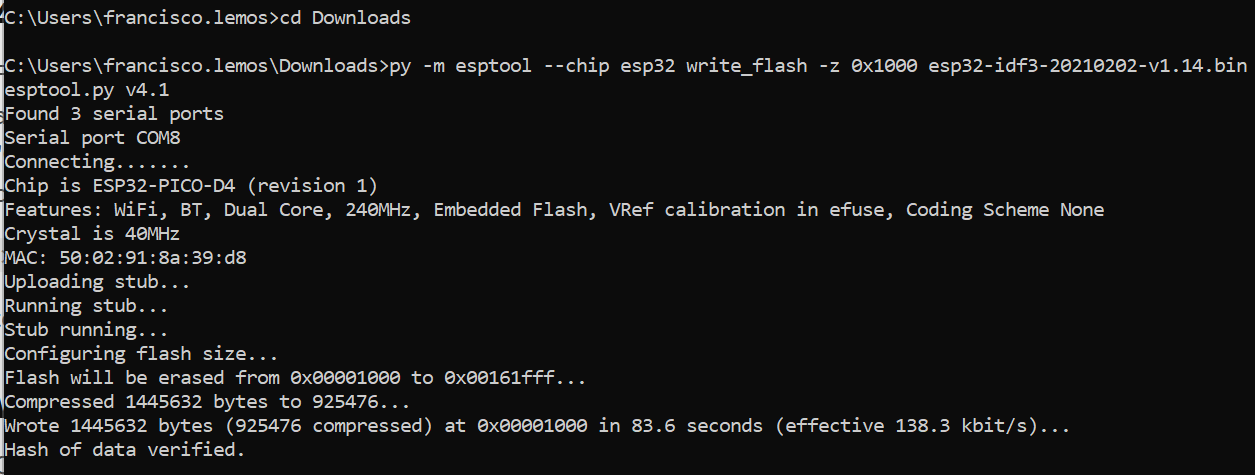 C:\Users\francisco.lemos>cd Downloads
C:\Users\francisco.lemos\Downloads>py -m esptool --chip esp32 write_flash -z 0x1000 esp32-idf3-20210202-v1.14.bin
esptool.py v4.1
Found 3 serial ports
Serial port COM8
Connecting.......
Chip is ESP32-PICO-D4 (revision 1)
Features: WiFi, BT, Dual Core, 240MHz, Embedded Flash, VRef calibration in efuse, Coding Scheme None
Crystal is 40MHz
MAC: 50:02:91:8a:39:d8
Uploading stub...
Running stub...
Stub running...
Configuring flash size...
Flash will be erased from 0x00001000 to 0x00161fff...
Compressed 1445632 bytes to 925476...
Wrote 1445632 bytes (925476 compressed) at 0x00001000 in 83.6 seconds (effective 138.3 kbit/s)...
Hash of data verified.